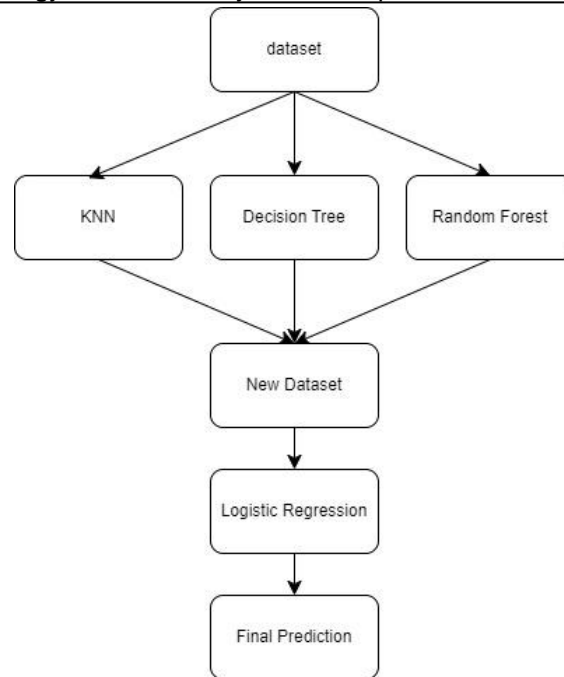 dataset
KNN
Decision Tree
Random Forest
New Dataset
Logistic Regression
Final Prediction